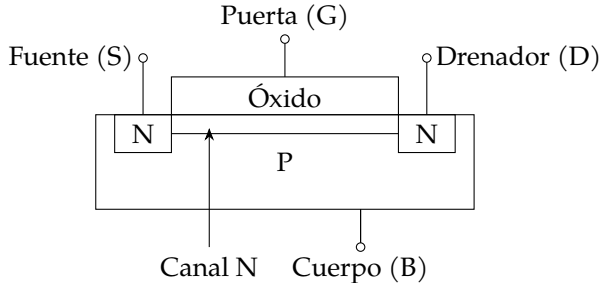 Puerta (G)
Fuente (S)
Drenador (D)
Óxido
N
N
P
Canal N
Cuerpo (B)